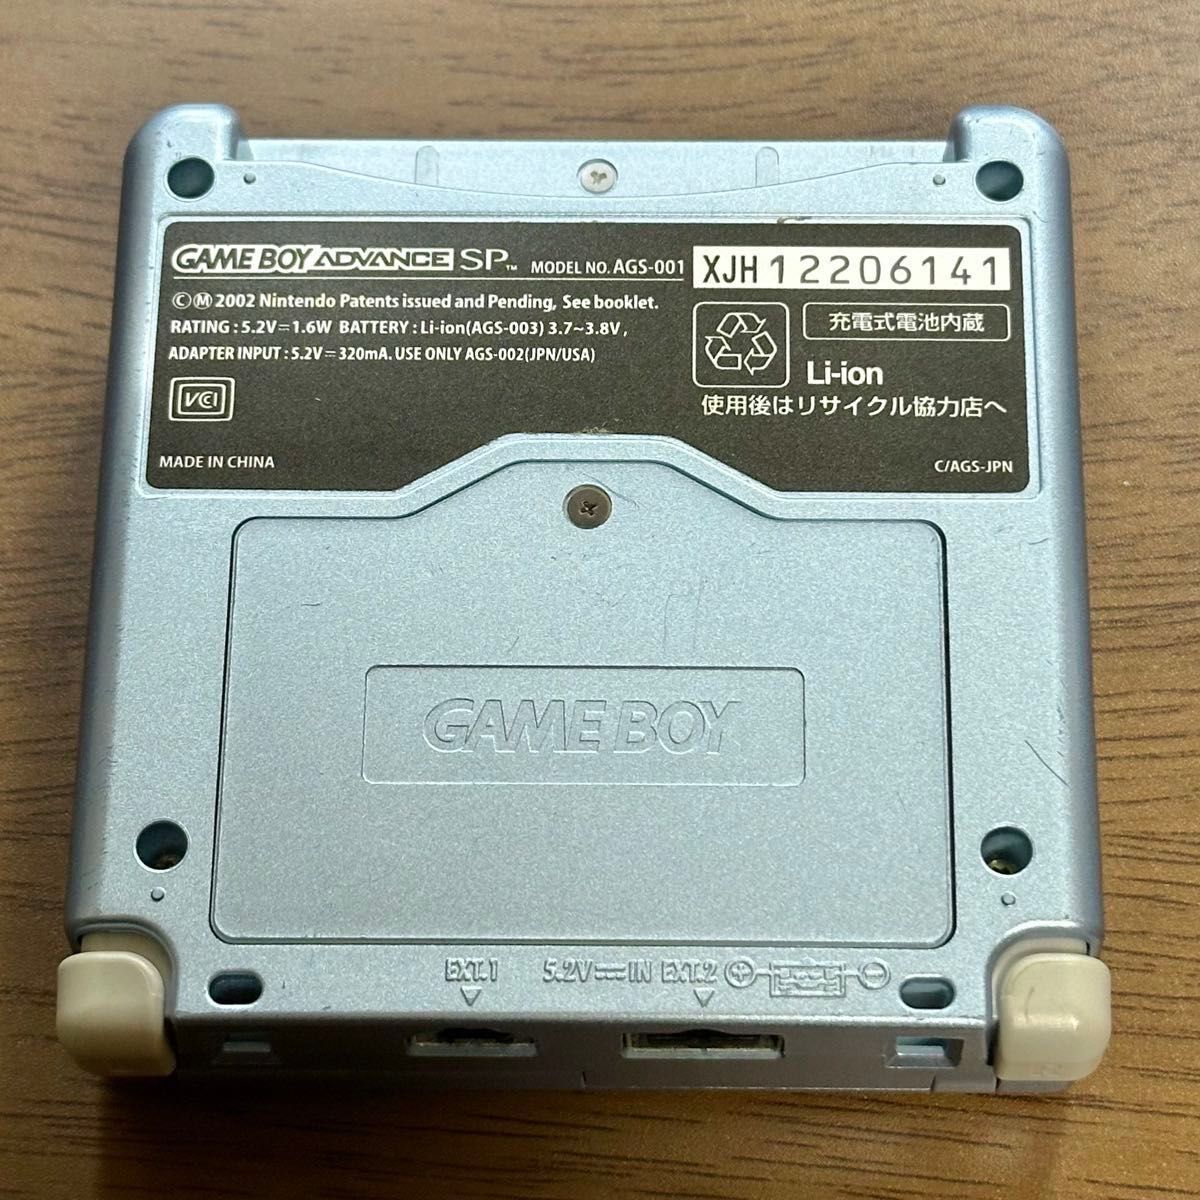 GAME BOY ADVANCE SP™ MODEL NO. AGS-001 XJH12206141
©Ⓜ 2002 Nintendo Patents issued and Pending, See booklet.
RATING : 5.2V⎓1.6W BATTERY : Li-ion(AGS-003) 3.7~3.8V ,
ADAPTER INPUT : 5.2V⎓320mA. USE ONLY AGS-002(JPN/USA)
充電式電池内蔵
Li-ion
使用後はリサイクル協力店へ
VCI
MADE IN CHINA
C/AGS-JPN
GAME BOY
EXT.1 5.2V⎓IN EXT.2